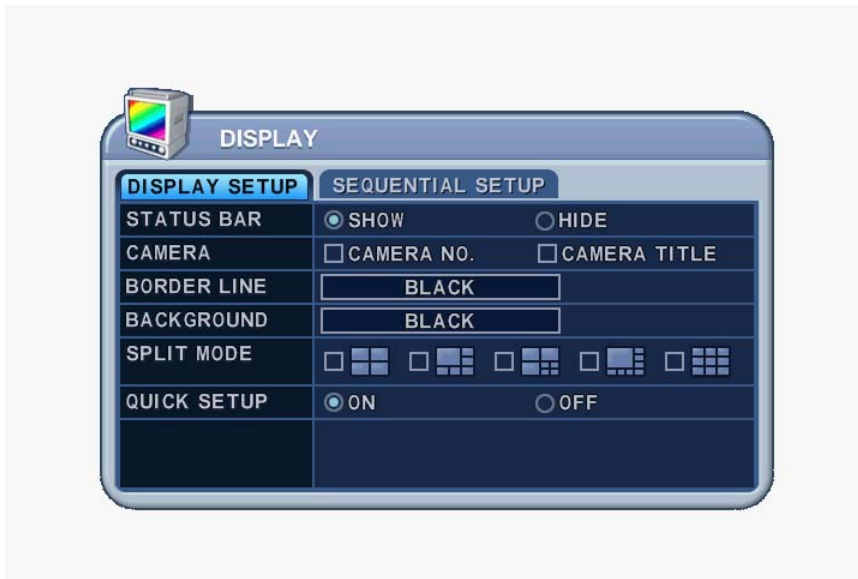 DISPLAY
DISPLAY SETUP SEQUENTIAL SETUP
STATUS BAR SHOW HIDE
CAMERA CAMERA NO. CAMERA TITLE
BORDER LINE BLACK
BACKGROUND BLACK
SPLIT MODE
QUICK SETUP ON OFF